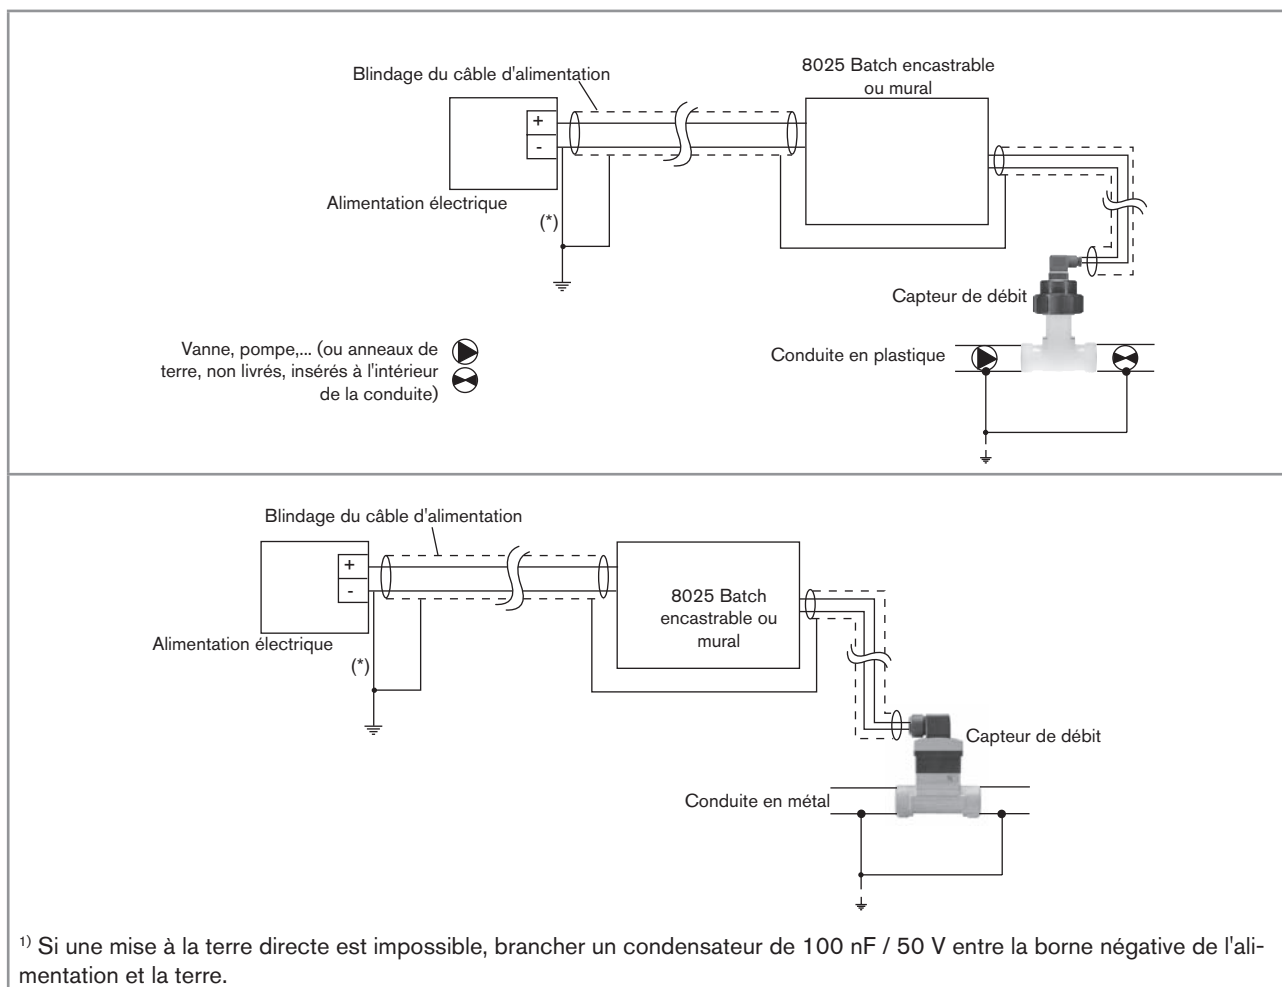 Blindage du câble d'alimentation
8025 Batch encastrable
ou mural
+
-
Alimentation électrique
(*)
Capteur de débit
Vanne, pompe,... (ou anneaux de
terre, non livrés, insérés à l'intérieur
de la conduite)
Conduite en plastique
Blindage du câble d'alimentation
+
-
8025 Batch
encastrable ou
mural
Alimentation électrique
(*)
Capteur de débit
Conduite en métal
1) Si une mise à la terre directe est impossible, brancher un condensateur de 100 nF / 50 V entre la borne négative de l'ali-
mentation et la terre.